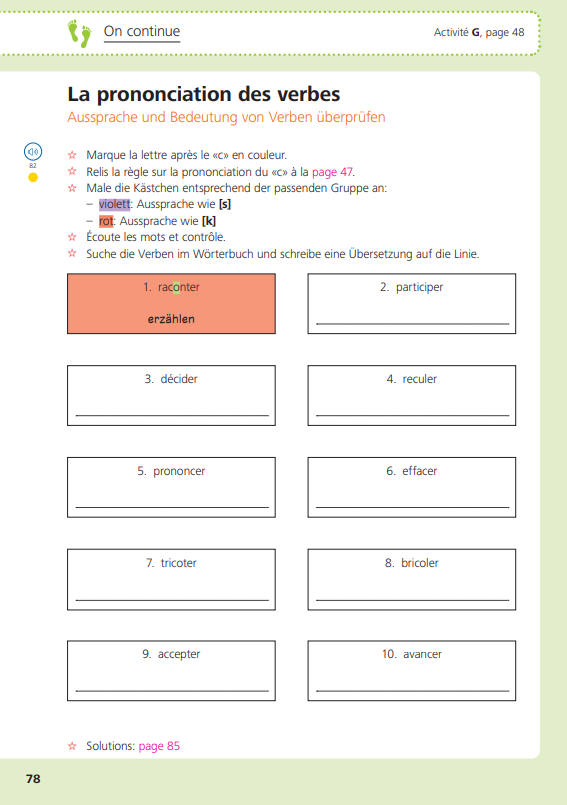 On continue
Activité G, page 48
La prononciation des verbes
Aussprache und Bedeutung von Verben überprüfen
82
☆ Marque la lettre après le «c» en couleur.
☆ Relis la règle sur la prononciation du «c» à la page 47.
☆ Male die Kästchen entsprechend der passenden Gruppe an:
– violett: Aussprache wie [s]
– rot: Aussprache wie [k]
☆ Écoute les mots et contrôle.
☆ Suche die Verben im Wörterbuch und schreibe eine Übersetzung auf die Linie.
1. raconter
erzählen
2. participer
3. décider
4. reculer
5. prononcer
6. effacer
7. tricoter
8. bricoler
9. accepter
10. avancer
☆ Solutions: page 85
78